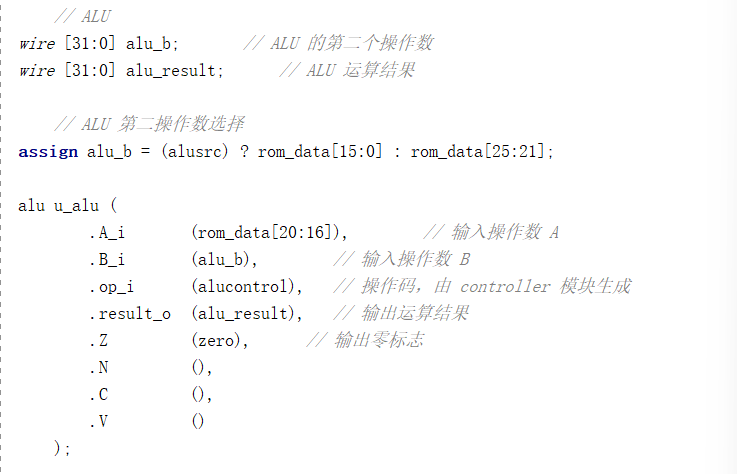 // ALU
wire [31:0] alu_b;      // ALU 的第二个操作数
wire [31:0] alu_result;     // ALU 运算结果
// ALU 第二操作数选择
assign alu_b = (alusrc) ? rom_data[15:0] : rom_data[25:21];
alu u_alu (
.A_i      (rom_data[20:16]),       // 输入操作数 A
.B_i      (alu_b),       // 输入操作数 B
.op_i     (alucontrol),   // 操作码，由 controller 模块生成
.result_o  (alu_result),   // 输出运算结果
.Z        (zero),     // 输出零标志
.N        (),
.C        (),
.V        ()
);